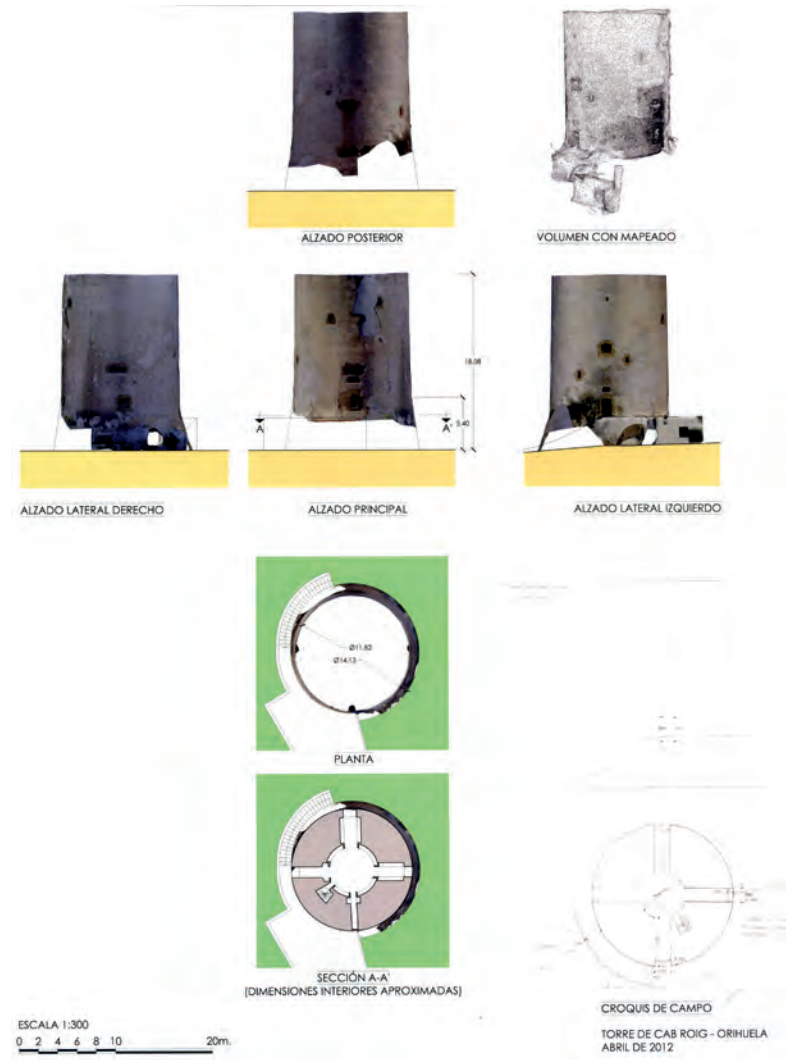 ALZADO POSTERIOR
VOLUMEN CON MAPEADO
18.08
5.40
A
A'
ALZADO LATERAL DERECHO
ALZADO PRINCIPAL
ALZADO LATERAL IZQUIERDO
Ø14.13
PLANTA
SECCIÓN A-A'
(DIMENSIONES INTERIORES APROXIMADAS)
CROQUIS DE CAMPO
TORRE DE CAB ROIG - ORIHUELA
ABRIL DE 2012
ESCALA 1:300
0 2 4 6 8 10 20m.